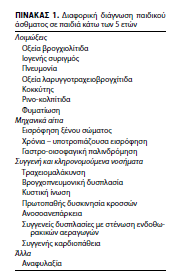 ΠΙΝΑΚΑΣ 1. Διαφορική διάγνωση παιδικού
άσθματος σε παιδιά κάτω των 5 ετών
Λοιμώξεις
Οξεία βρογχιολίτιδα
Ιογενής συριγμός
Πνευμονία
Οξεία λαρυγγοτραχειοβρογχίτιδα
Κοκκύτης
Ρινο-κολπίτιδα
Φυματίωση
Μηχανικά αίτια
Εισρόφηση ξένου σώματος
Χρόνια – υποτροπιάζουσα εισρόφηση
Γαστρο-οισοφαγική παλινδρόμηση
Συγγενή και κληρονομούμενα νοσήματα
Τραχειομαλάκυνση
Βρογχοπνευμονική δυσπλασία
Κυστική ίνωση
Πρωτοπαθής δυσκινησία κροσσών
Ανοσοανεπάρκεια
Συγγενείς δυσπλασίες με στένωση ενδοθω-
ρακικών αεραγωγών
Συγγενής καρδιοπάθεια
Άλλα
Αναφυλαξία